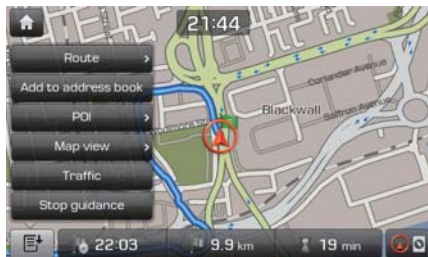 21:44
Route
Add to address book
POI
Map view
Traffic
Stop guidance
Coriander Avenue
Blackwall
Saffron Avenue
22:03
9.9 km
19 min